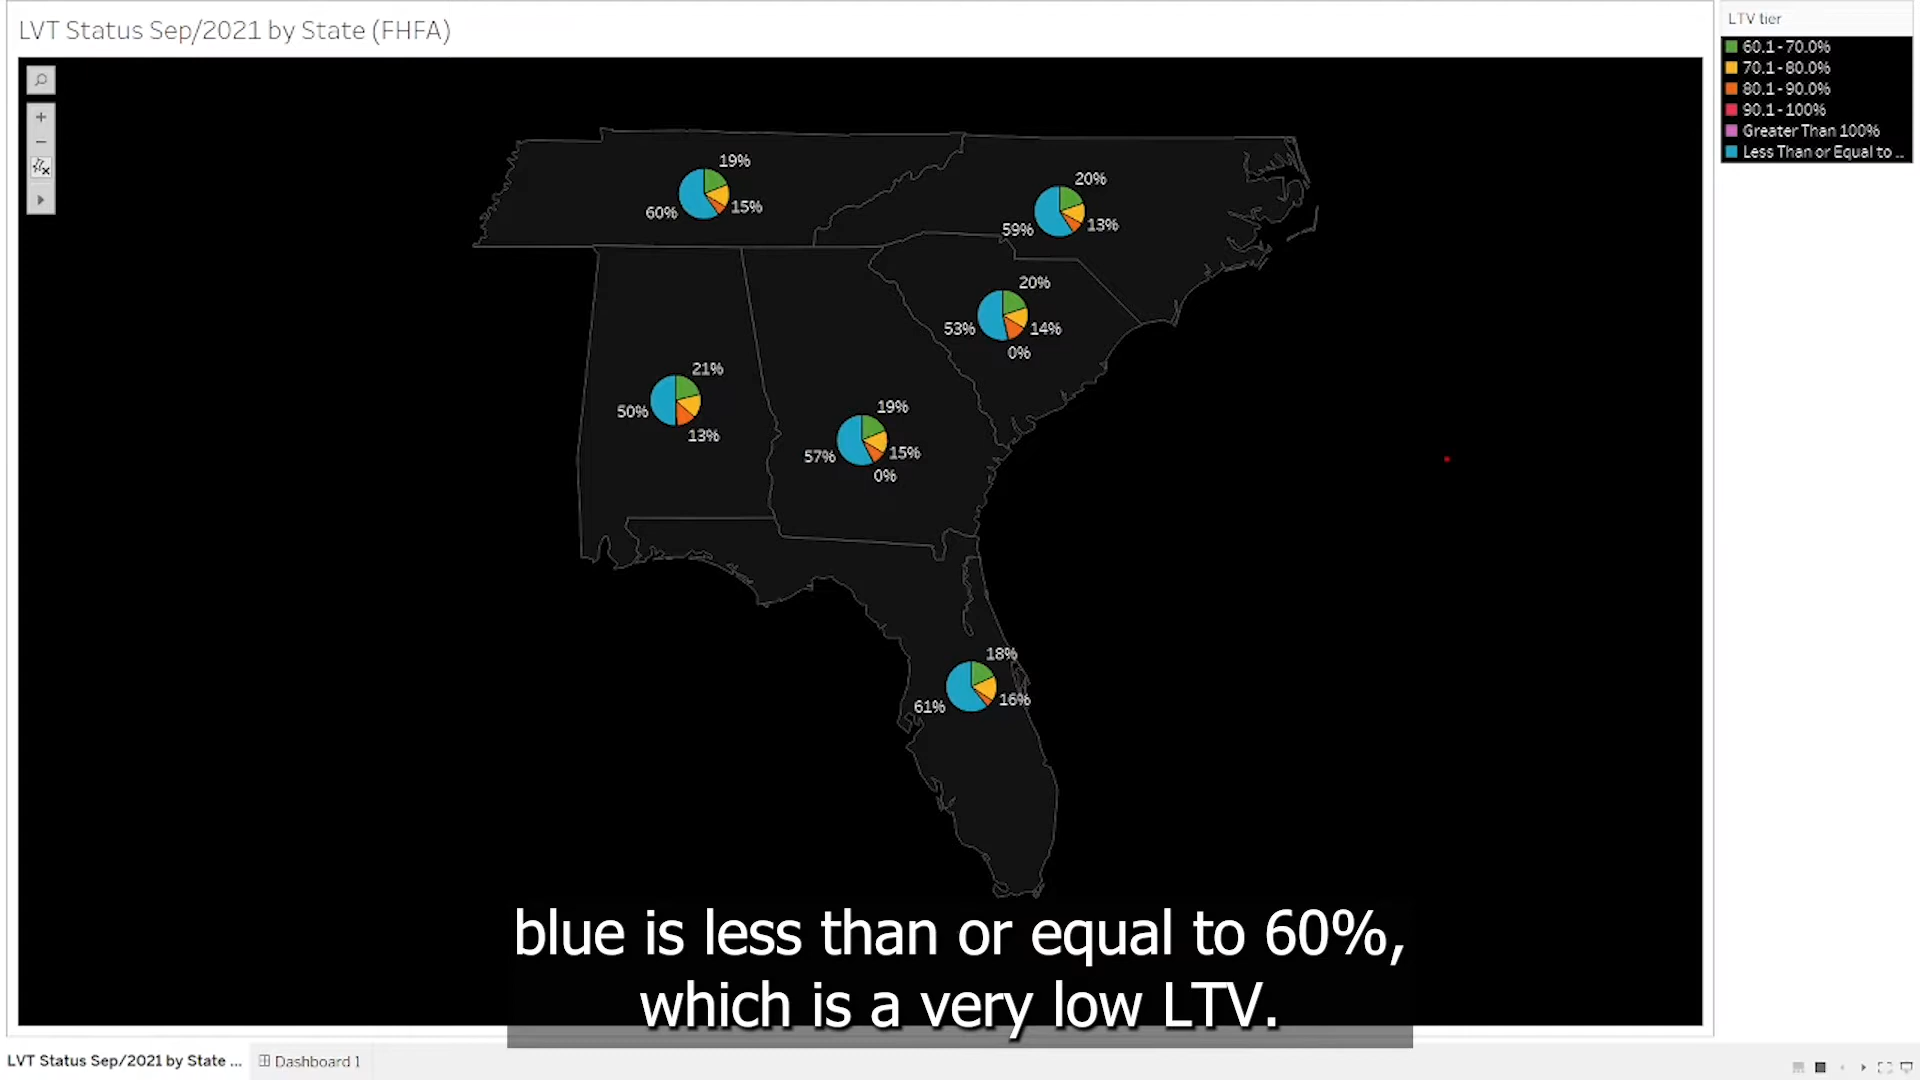 LVT Status Sep/2021 by State (FHFA)
LTV tier
60.1 - 70.0%
70.1 - 80.0%
80.1 - 90.0%
90.1 - 100%
Greater Than 100%
Less Than or Equal to ..
19%
60%
15%
20%
59%
13%
20%
53%
14%
0%
21%
50%
13%
19%
57%
15%
0%
18%
61%
16%
blue is less than or equal to 60%,
which is a very low LTV.
LVT Status Sep/2021 by State ...
Dashboard 1